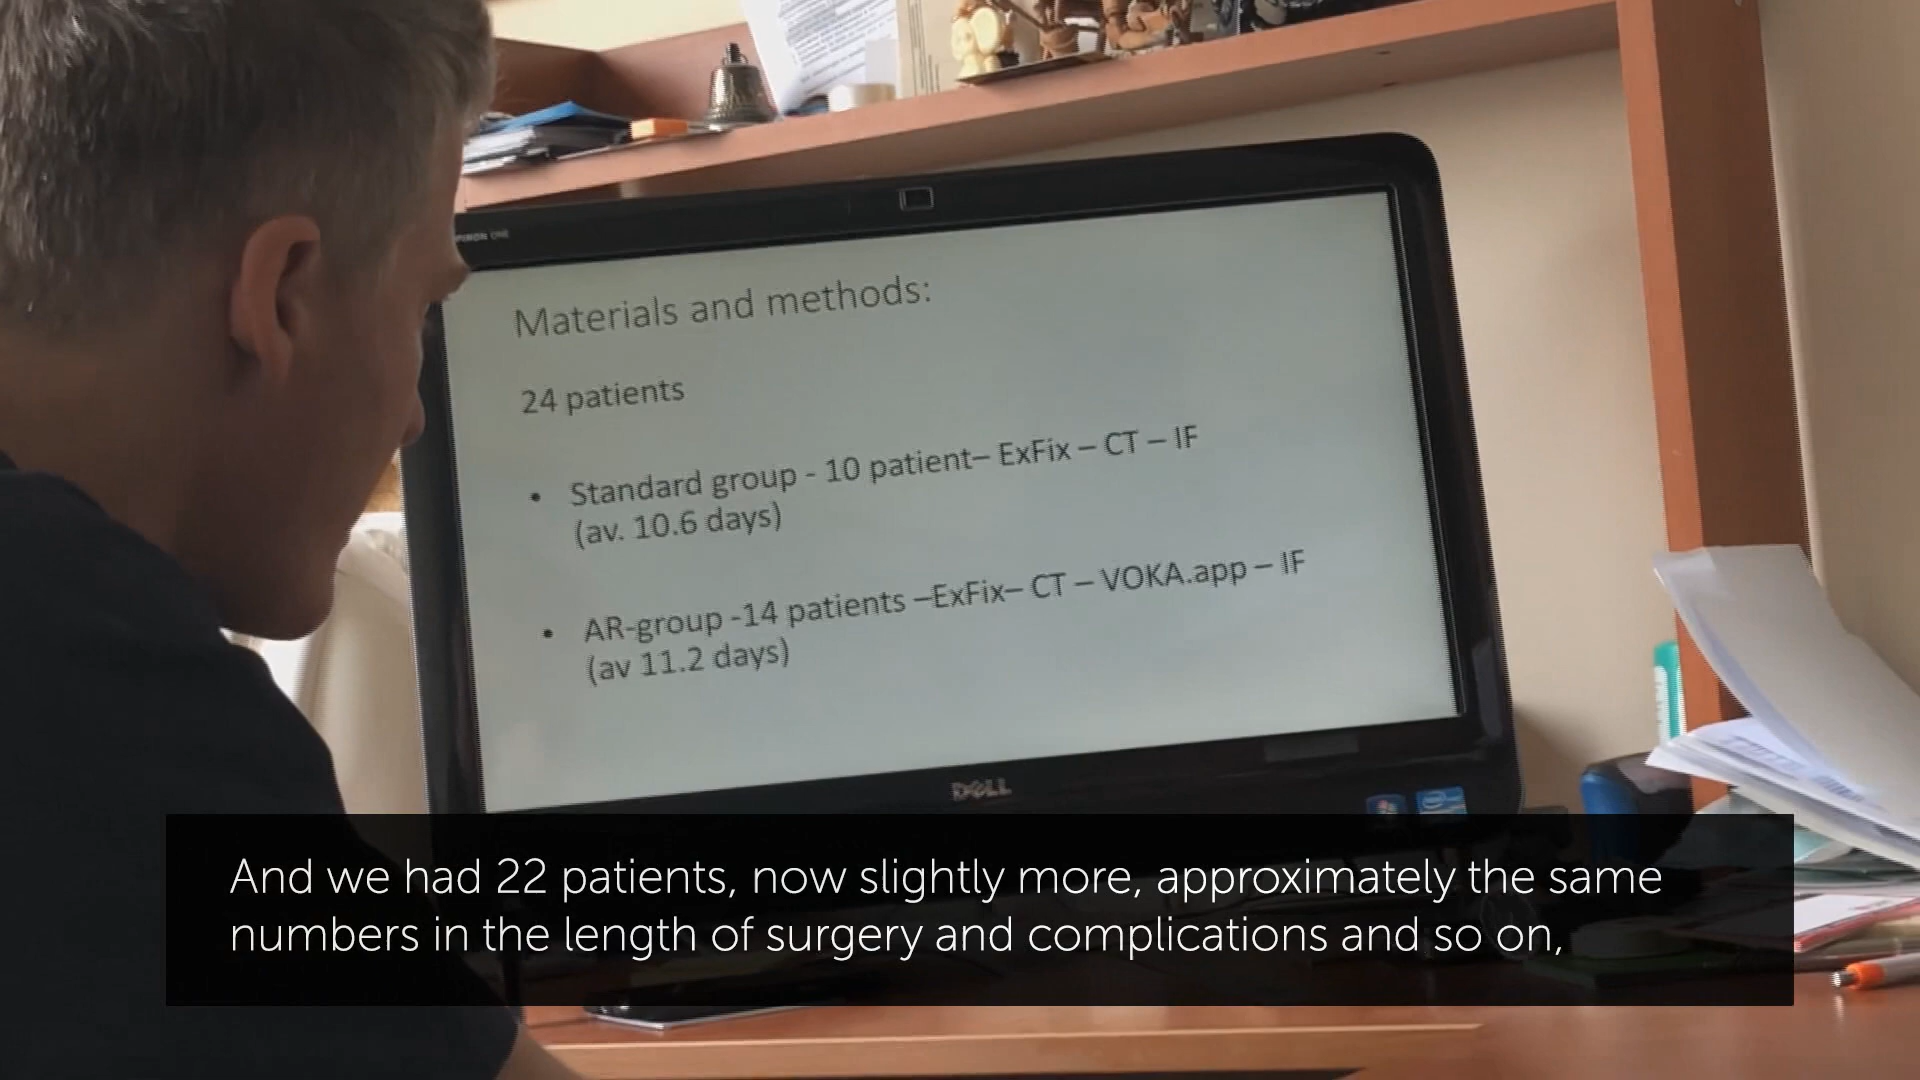 Materials and methods:
24 patients
• Standard group - 10 patient– ExFix – CT – IF
(av. 10.6 days)
• AR-group -14 patients –ExFix– CT – VOKA.app – IF
(av 11.2 days)
DELL
And we had 22 patients, now slightly more, approximately the same
numbers in the length of surgery and complications and so on,